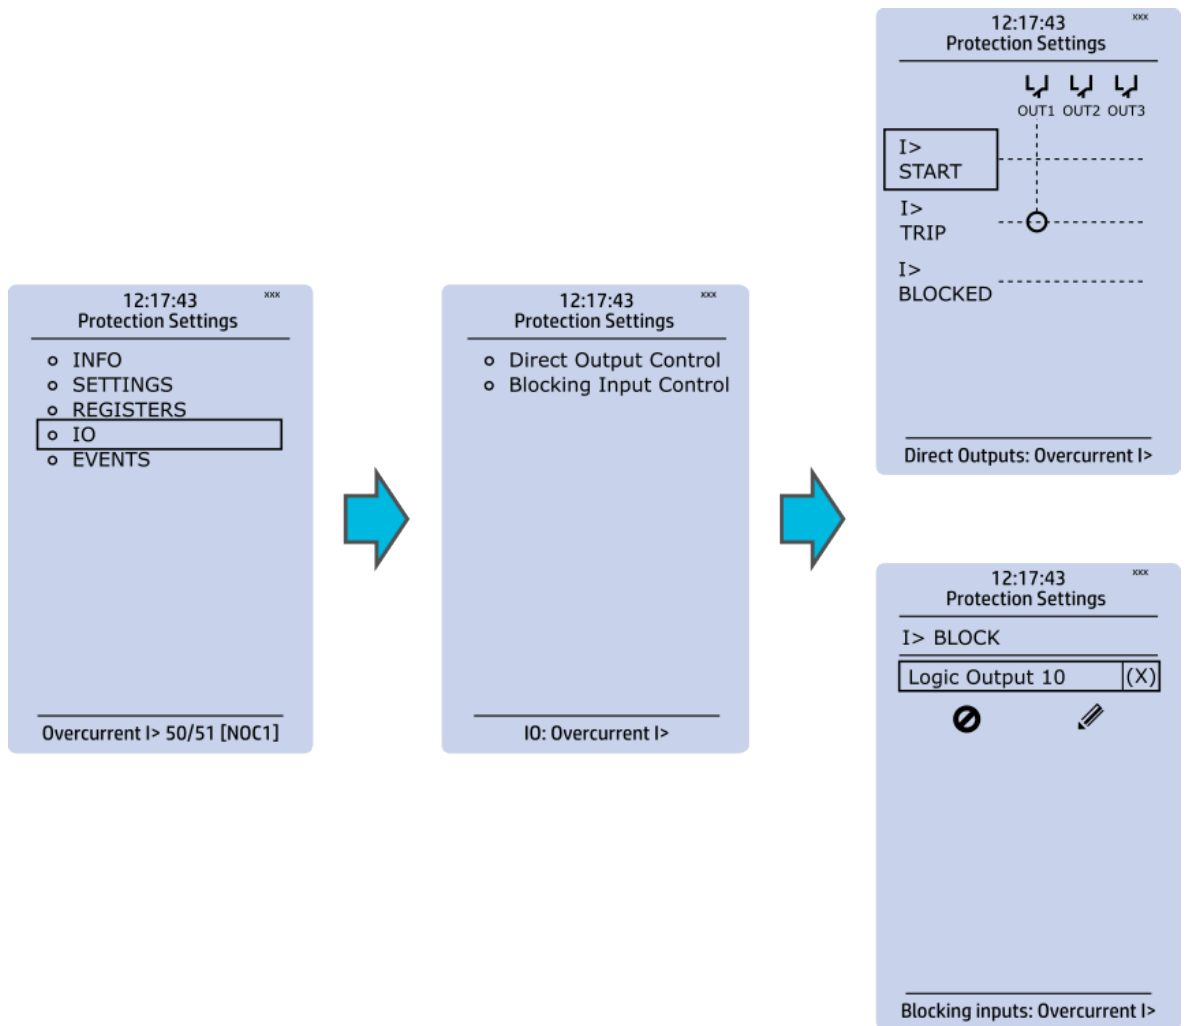 12:17:43 xxx
Protection Settings
INFO
SETTINGS
REGISTERS
IO
EVENTS
Overcurrent I> 50/51 [NOC1]
12:17:43 xxx
Protection Settings
Direct Output Control
Blocking Input Control
IO: Overcurrent I>
12:17:43 xxx
Protection Settings
OUT1 OUT2 OUT3
I>
START
I>
TRIP
I>
BLOCKED
Direct Outputs: Overcurrent I>
12:17:43 xxx
Protection Settings
I> BLOCK
Logic Output 10 (X)
Blocking inputs: Overcurrent I>